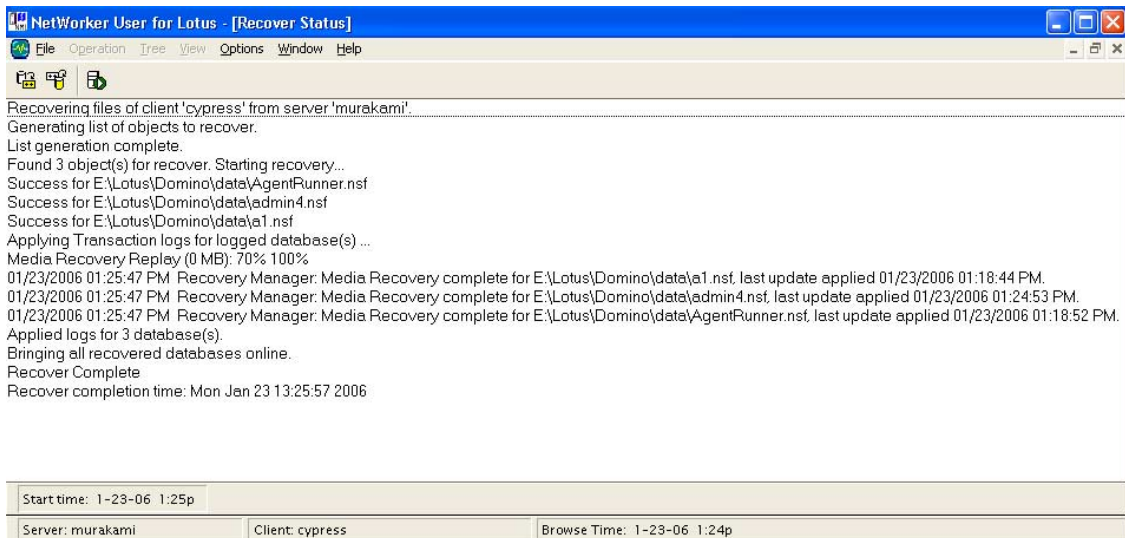 NetWorker User for Lotus - [Recover Status]
File Operation Tree View Options Window Help
Recovering files of client 'cypress' from server 'murakami'.
Generating list of objects to recover.
List generation complete.
Found 3 object(s) for recover. Starting recovery...
Success for E:\Lotus\Domino\data\AgentRunner.nsf
Success for E:\Lotus\Domino\data\admin4.nsf
Success for E:\Lotus\Domino\data\a1.nsf
Applying Transaction logs for logged database(s) ...
Media Recovery Replay (0 MB): 70% 100%
01/23/2006 01:25:47 PM Recovery Manager: Media Recovery complete for E:\Lotus\Domino\data\a1.nsf, last update applied 01/23/2006 01:18:44 PM.
01/23/2006 01:25:47 PM Recovery Manager: Media Recovery complete for E:\Lotus\Domino\data\admin4.nsf, last update applied 01/23/2006 01:24:53 PM.
01/23/2006 01:25:47 PM Recovery Manager: Media Recovery complete for E:\Lotus\Domino\data\AgentRunner.nsf, last update applied 01/23/2006 01:18:52 PM.
Applied logs for 3 database(s).
Bringing all recovered databases online.
Recover Complete
Recover completion time: Mon Jan 23 13:25:57 2006
Start time: 1-23-06 1:25p
Server: murakami Client: cypress Browse Time: 1-23-06 1:24p